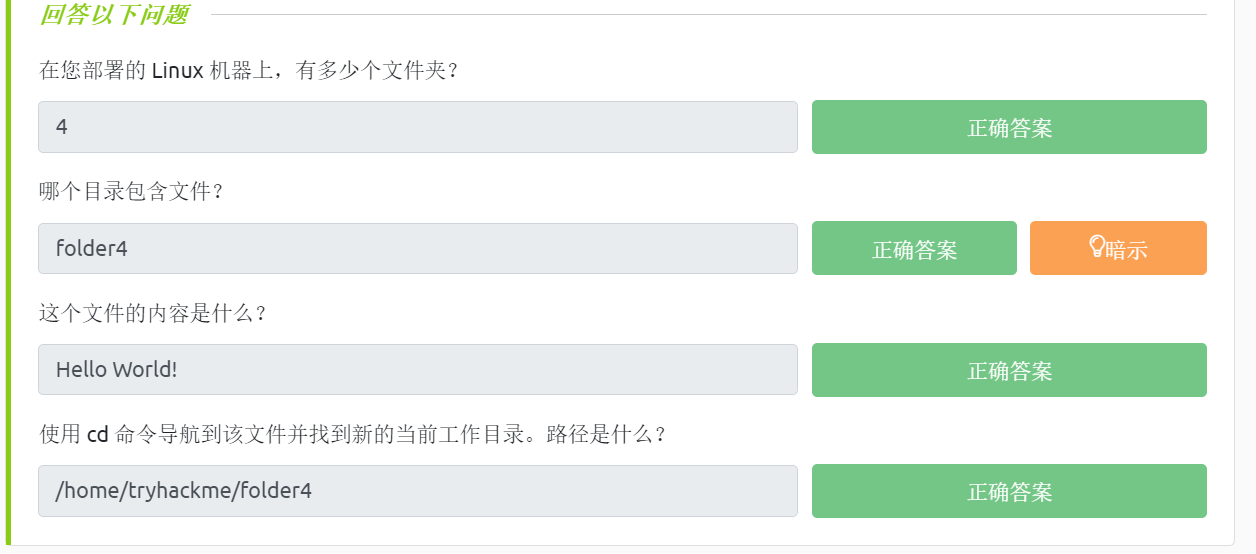 回答以下问题
在您部署的 Linux 机器上，有多少个文件夹？
4
正确答案
哪个目录包含文件？
folder4
正确答案
暗示
这个文件的内容是什么？
Hello World!
正确答案
使用 cd 命令导航到该文件并找到新的当前工作目录。路径是什么？
/home/tryhackme/folder4
正确答案